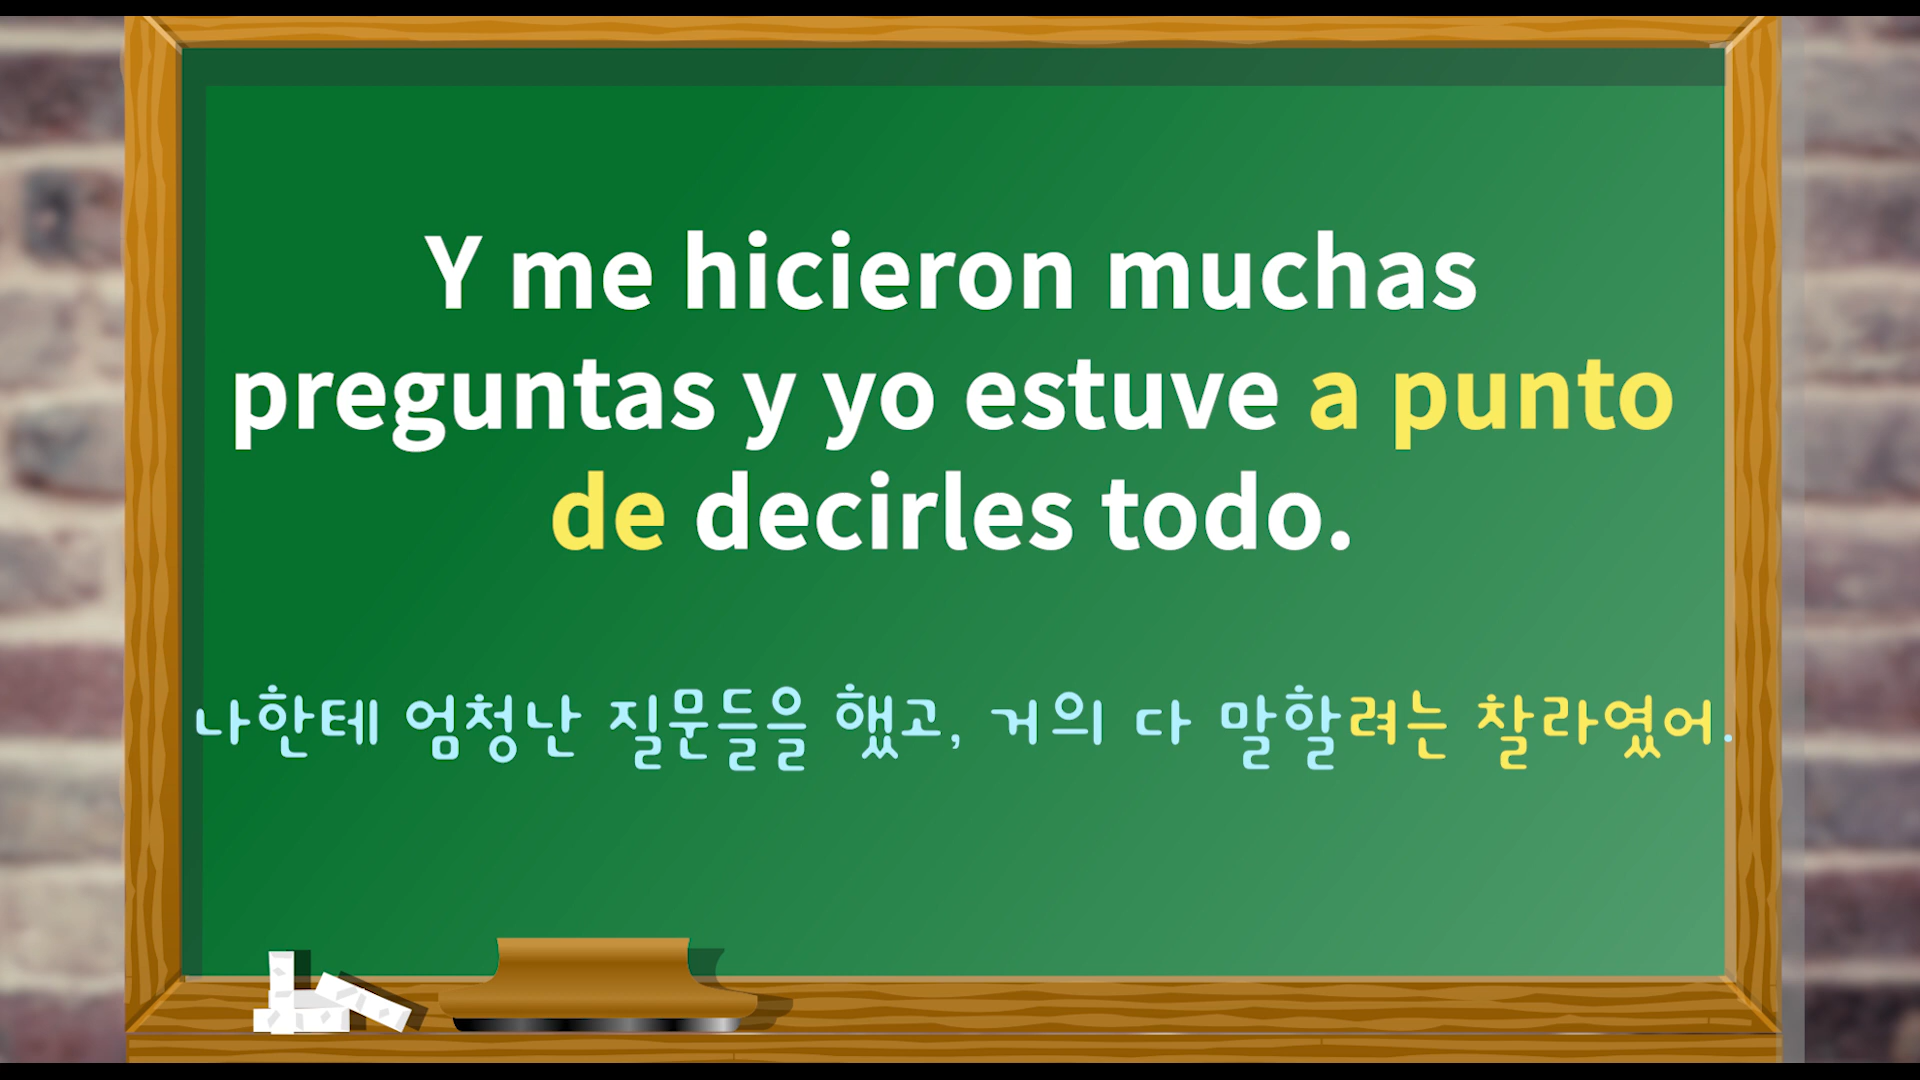 Y me hicieron muchas
preguntas y yo estuve a punto
de decirles todo.
나한테 엄청난 질문들을 했고, 거의 다 말할려는 찰라였어.